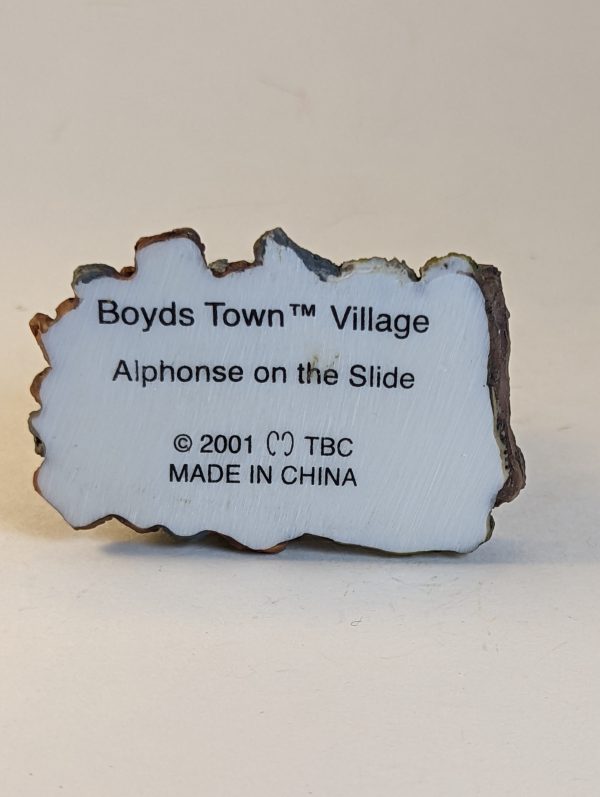 Boyds Town™ Village
Alphonse on the Slide
© 2001 TBC
MADE IN CHINA